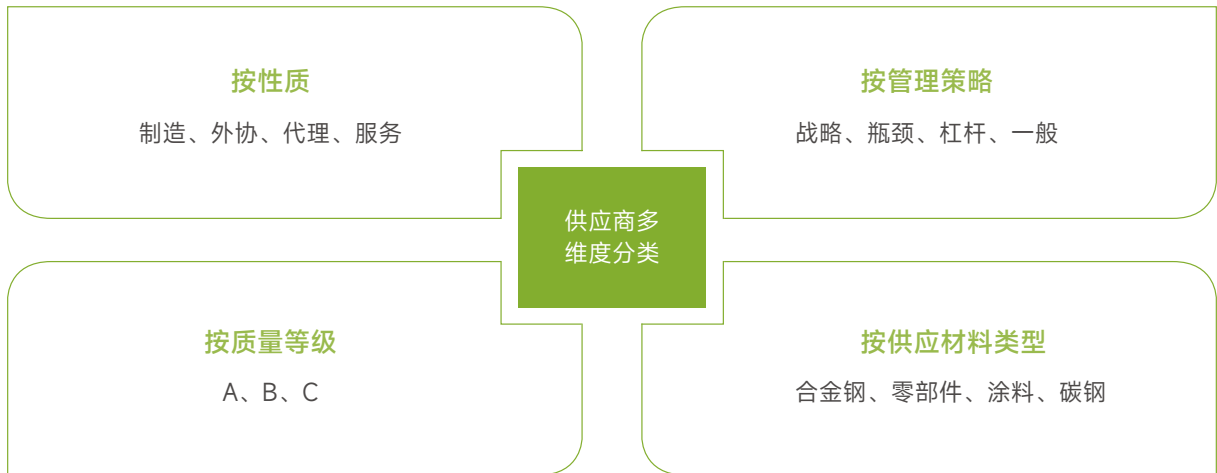 按性质
制造、外协、代理、服务
按管理策略
战略、瓶颈、杠杆、一般
供应商多
维度分类
按质量等级
A、B、C
按供应材料类型
合金钢、零部件、涂料、碳钢